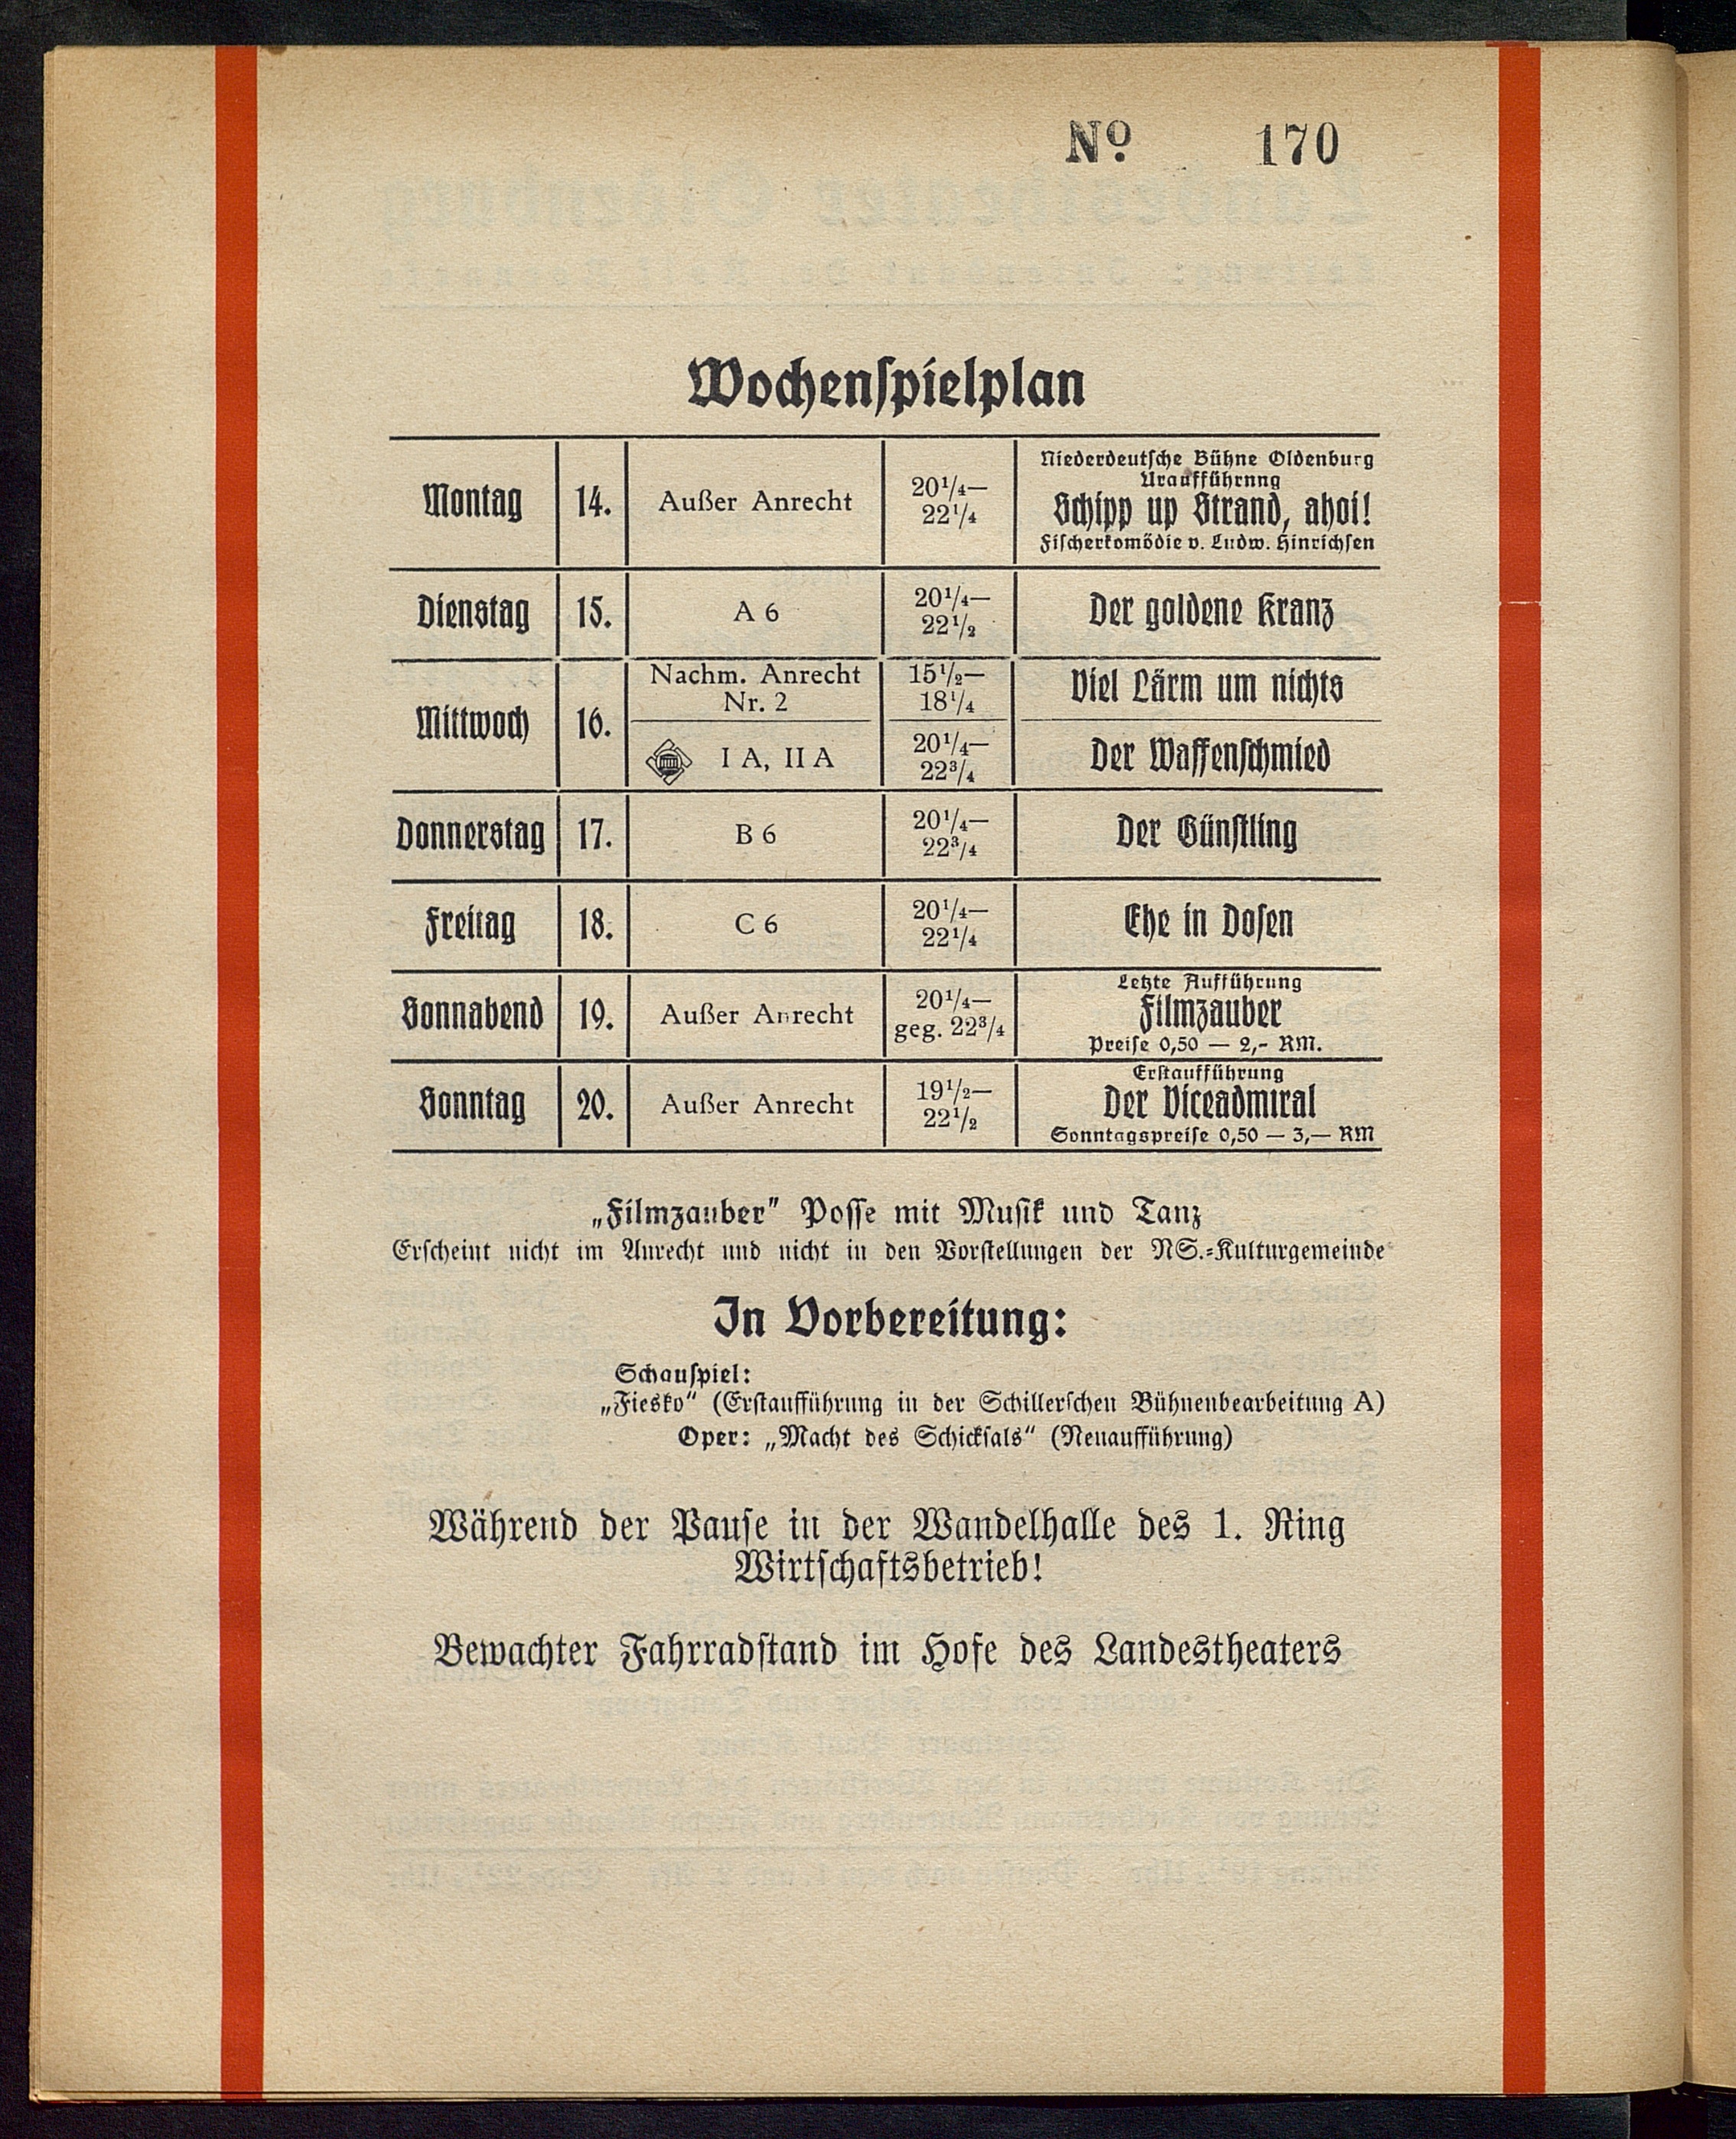 No 170
Wochenspielplan
Montag 14. Außer Anrecht 20¼— 22¼ Niederdeutsche Bühne Oldenburg
Uraufführnng
Schipp up Strand, ahoi!
Fischerkomödie v. Ludw. Hinrichsen
Dienstag 15. A 6 20¼— 22½ Der goldene Kranz
Mittwoch 16. Nachm. Anrecht Nr. 2 15½— 18¼ Viel Lärm um nichts
I A, II A 20¼— 22¾ Der Waffenschmied
Donnerstag 17. B 6 20¼— 22¾ Der Günstling
Freitag 18. C 6 20¼— 22¼ Ehe in Dosen
Sonnabend 19. Außer Anrecht 20¼— geg. 22¾ Letzte Aufführung
Filmzauber
Preise 0,50 — 2,- RM.
Sonntag 20. Außer Anrecht 19½— 22½ Erstaufführung
Der Viceadmiral
Sonntagspreise 0,50 — 3,— RM
„Filmzauber" Posse mit Musik und Tanz
Erscheint nicht im Anrecht und nicht in den Vorstellungen der NS.-Kulturgemeinde
In Vorbereitung:
Schauspiel:
„Fiesko“ (Erstaufführung in der Schillerschen Bühnenbearbeitung A)
Oper: „Macht des Schicksals“ (Neuaufführung)
Während der Pause in der Wandelhalle des 1. Ring
Wirtschaftsbetrieb!
Bewachter Fahrradstand im Hofe des Landestheaters